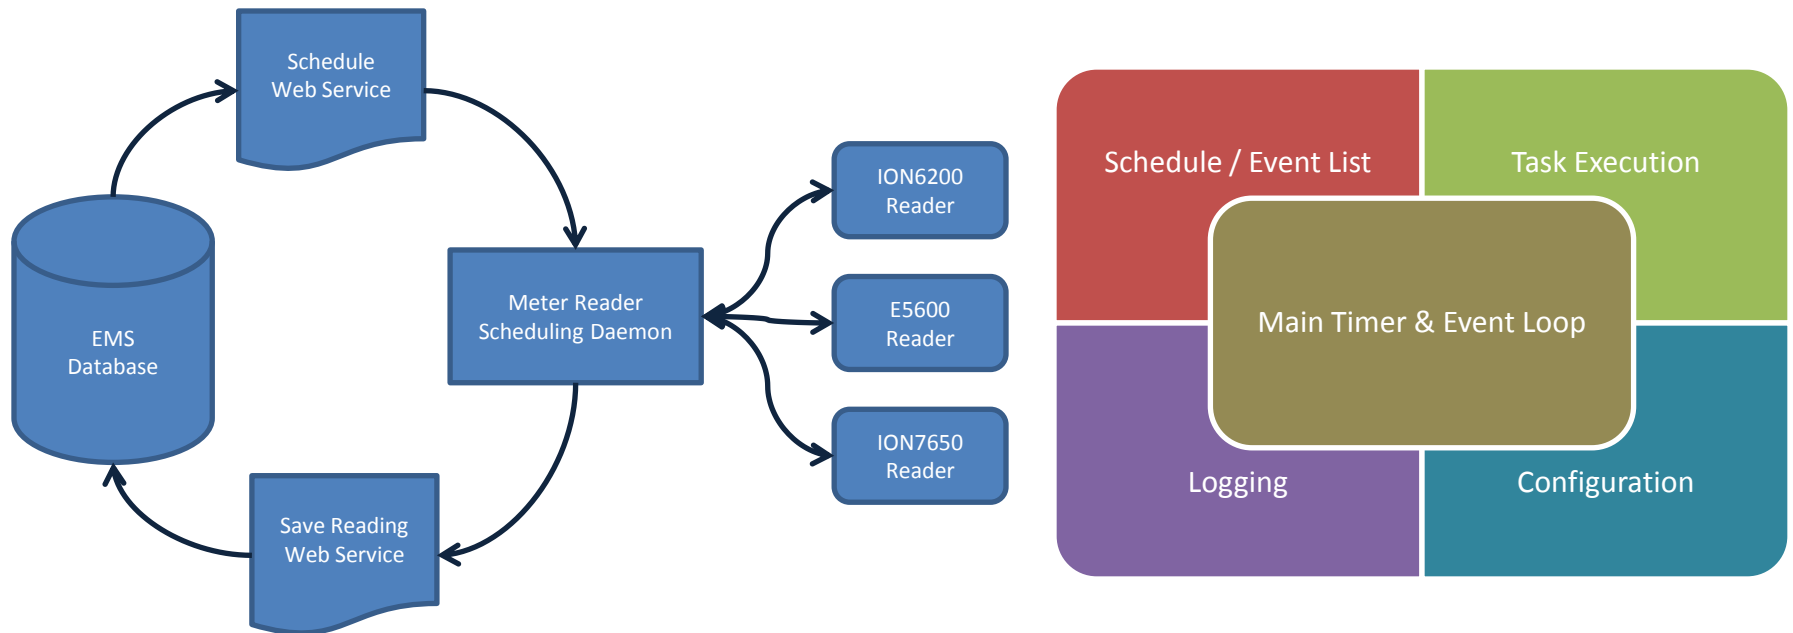 Schedule
Web Service
EMS
Database
Meter Reader
Scheduling Daemon
Save Reading
Web Service
ION6200
Reader
E5600
Reader
ION7650
Reader
Schedule / Event List
Task Execution
Main Timer & Event Loop
Logging
Configuration